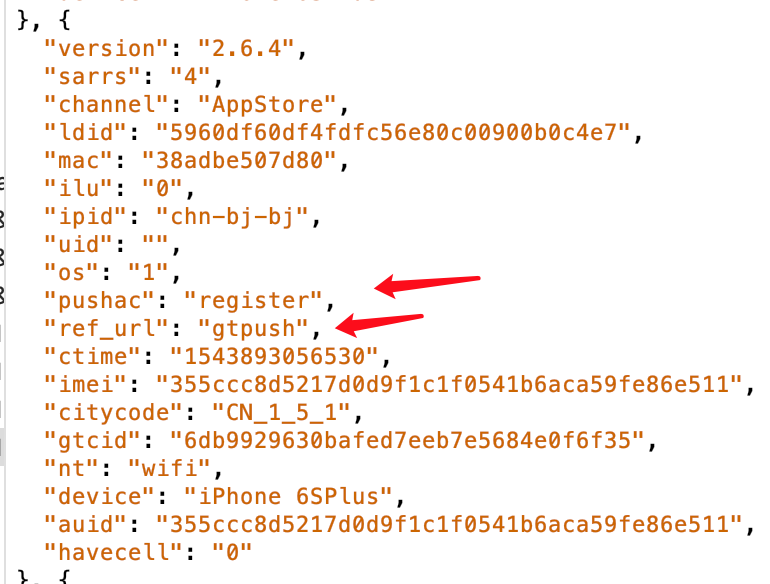 }, {
"version": "2.6.4",
"sarrs": "4",
"channel": "AppStore",
"ldid": "5960df60df4fdfc56e80c00900b0c4e7",
"mac": "38adbe507d80",
"ilu": "0",
"ipid": "chn-bj-bj",
"uid": "",
"os": "1",
"pushac": "register",
"ref_url": "gtpush",
"ctime": "1543893056530",
"imei": "355ccc8d5217d0d9f1c1f0541b6aca59fe86e511",
"citycode": "CN_1_5_1",
"gtcid": "6db9929630bafed7eeb7e5684e0f6f35",
"nt": "wifi",
"device": "iPhone 6SPlus",
"auid": "355ccc8d5217d0d9f1c1f0541b6aca59fe86e511",
"havecell": "0"
}, {